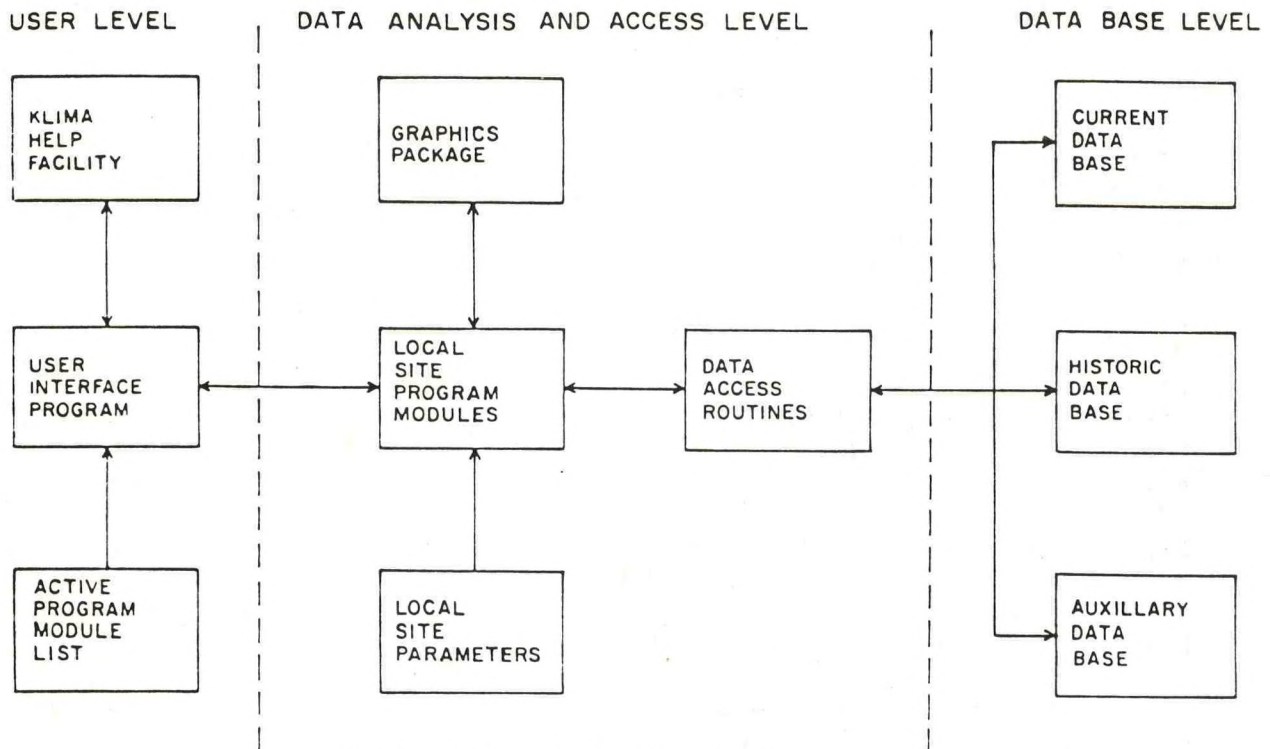 USER LEVEL
DATA ANALYSIS AND ACCESS LEVEL
DATA BASE LEVEL
KLIMA
HELP
FACILITY
GRAPHICS
PACKAGE
CURRENT
DATA
BASE
USER
INTERFACE
PROGRAM
LOCAL
SITE
PROGRAM
MODULES
DATA
ACCESS
ROUTINES
HISTORIC
DATA
BASE
ACTIVE
PROGRAM
MODULE
LIST
LOCAL
SITE
PARAMETERS
AUXILLARY
DATA
BASE